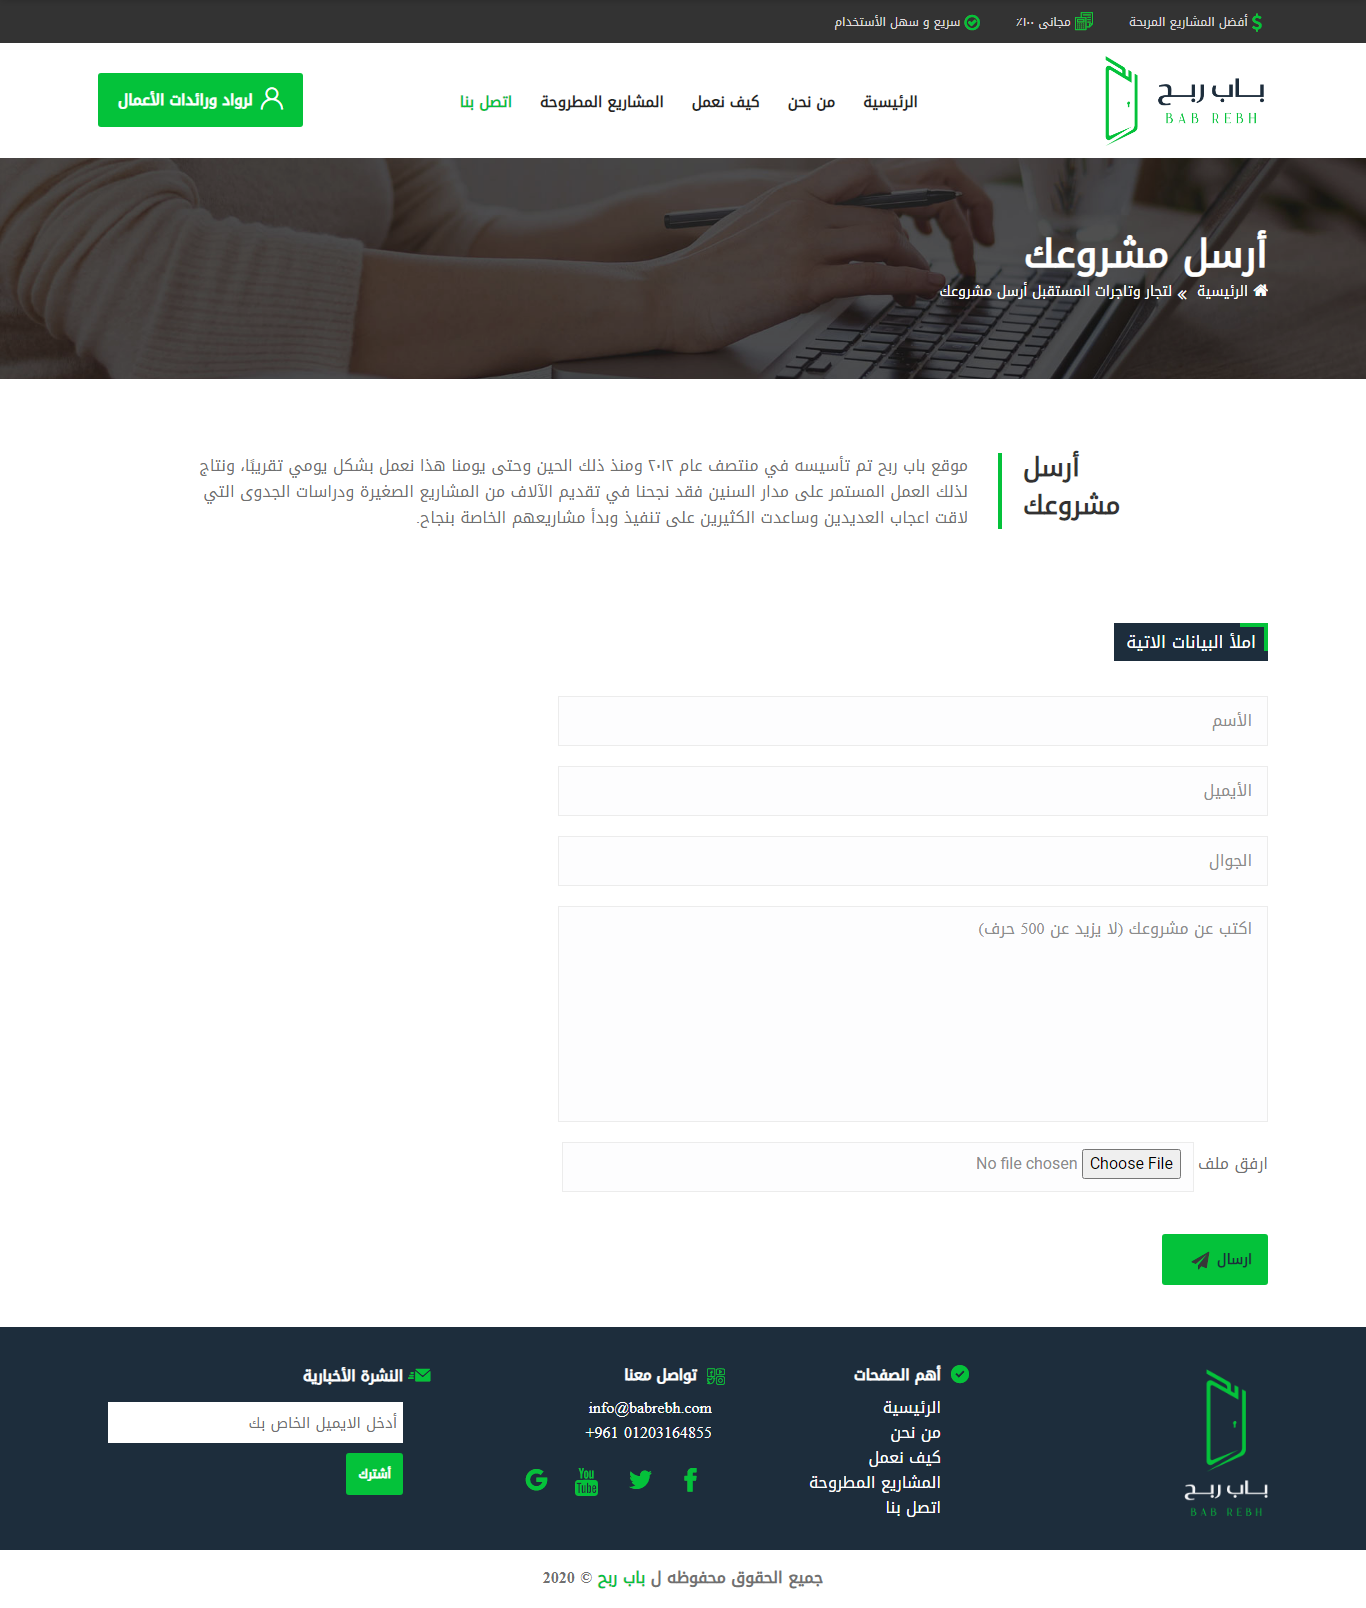 أفضل المشاريع المربحة
مجانى ١٠٠٪
سريع و سهل الأستخدام
باب ربح
BAB REBH
الرئيسية
من نحن
كيف نعمل
المشاريع المطروحة
اتصل بنا
لرواد ورائدات الأعمال
أرسل مشروعك
الرئيسية » لتجار وتاجرات المستقبل أرسل مشروعك
أرسل
مشروعك
موقع باب ربح تم تأسيسه في منتصف عام ٢٠١٢ ومنذ ذلك الحين وحتى يومنا هذا نعمل بشكل يومي تقريبًا، ونتاج
لذلك العمل المستمر على مدار السنين فقد نجحنا في تقديم الآلاف من المشاريع الصغيرة ودراسات الجدوى التي
لاقت اعجاب العديدين وساعدت الكثيرين على تنفيذ وبدأ مشاريعهم الخاصة بنجاح.
املأ البيانات الاتية
الأسم
الأيميل
الجوال
اكتب عن مشروعك (لا يزيد عن 500 حرف)
ارفق ملف Choose File No file chosen
ارسال
باب ربح
BAB REBH
أهم الصفحات
الرئيسية
من نحن
كيف نعمل
المشاريع المطروحة
اتصل بنا
تواصل معنا
info@babrebh.com
+961 01203164855
You
Tube
النشرة الأخبارية
أدخل الايميل الخاص بك
أشترك
جميع الحقوق محفوظه ل باب ربح © 2020